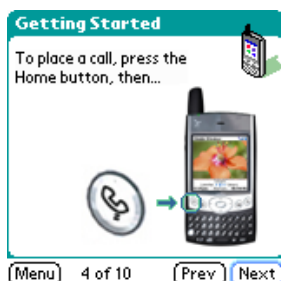 Getting Started
To place a call, press the
Home button, then...
Menu 4 of 10 Prev Next